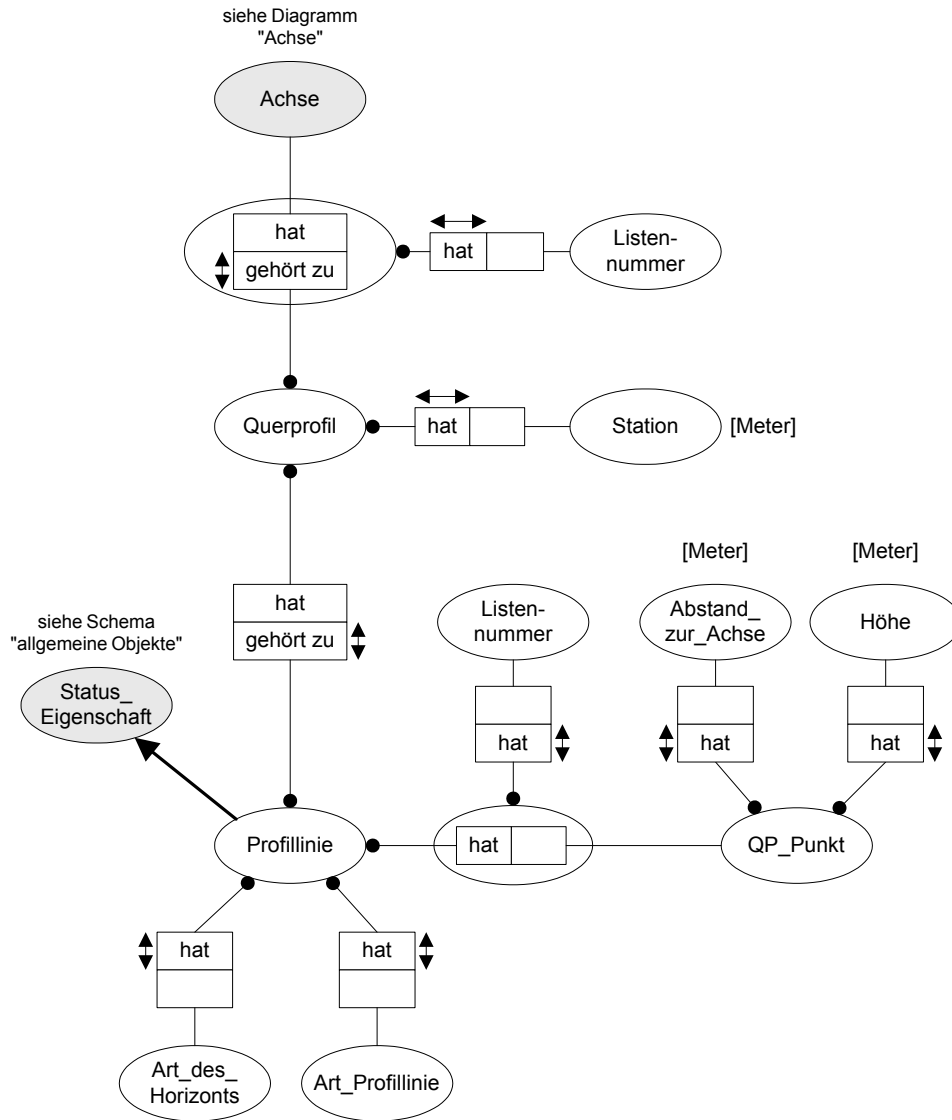 siehe Diagramm
"Achse"
Achse
hat
gehört zu
hat
Listen-
nummer
Querprofil
hat
Station
[Meter]
hat
gehört zu
siehe Schema
"allgemeine Objekte"
Status_
Eigenschaft
Listen-
nummer
hat
[Meter]
Abstand_
zur_Achse
hat
[Meter]
Höhe
hat
Profillinie
hat
QP_Punkt
hat
hat
Art_des_
Horizonts
Art_Profillinie